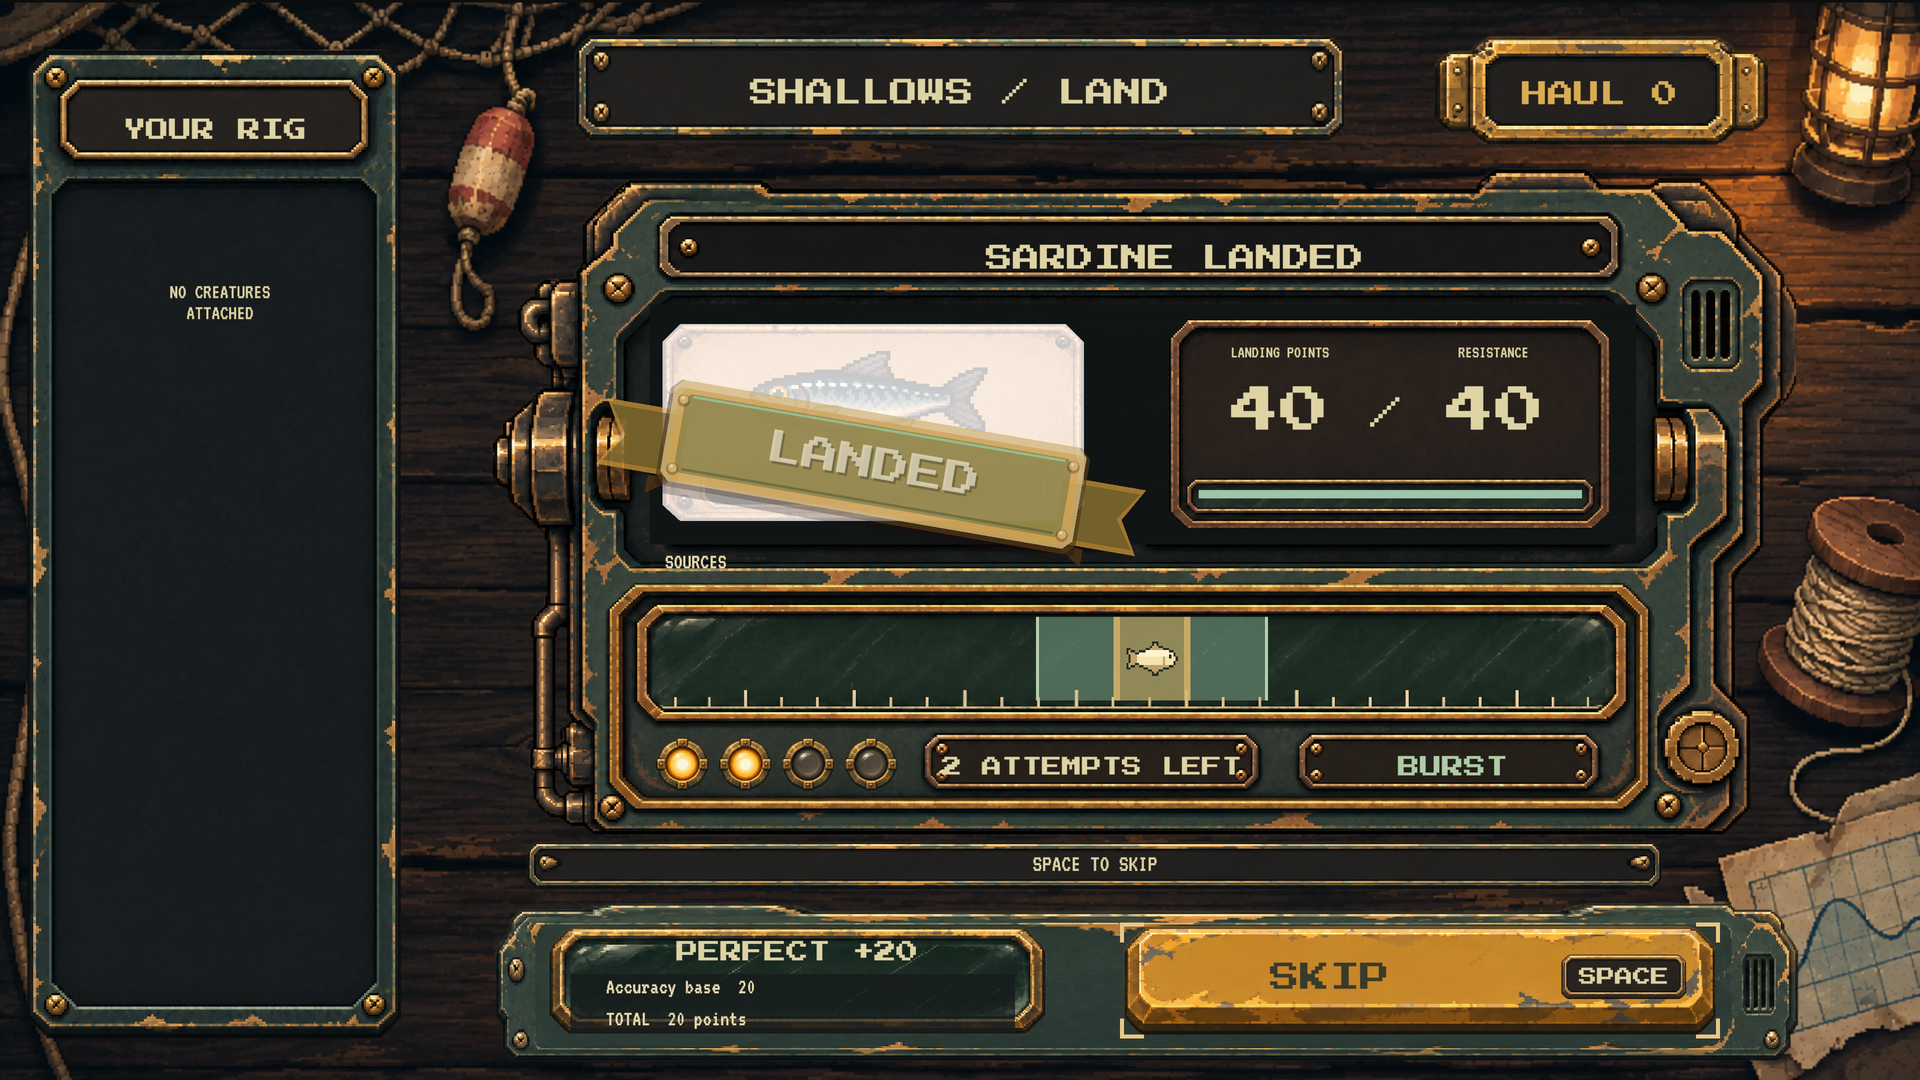 YOUR RIG
NO CREATURES
ATTACHED
SHALLOWS / LAND
HAUL 0
SARDINE LANDED
LANDED
LANDING POINTS
RESISTANCE
40 / 40
SOURCES
2 ATTEMPTS LEFT
BURST
SPACE TO SKIP
PERFECT +20
Accuracy base 20
TOTAL 20 points
SKIP
SPACE